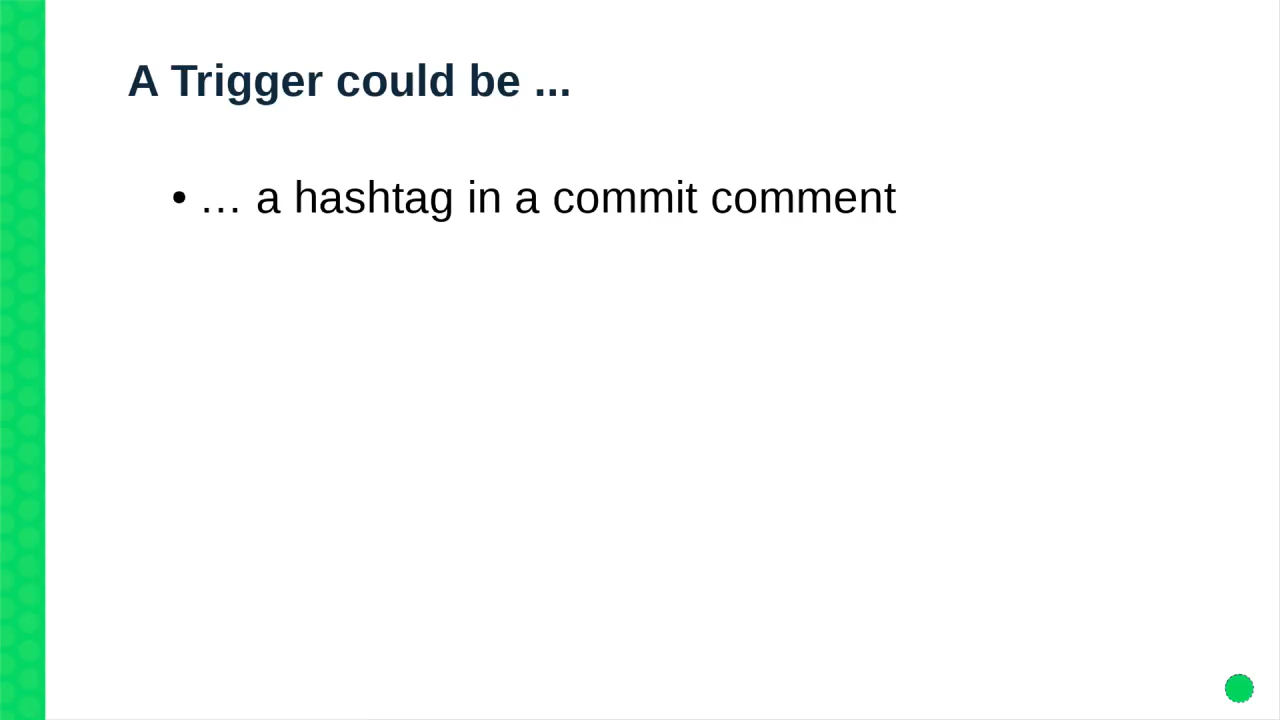 A Trigger could be ...
• … a hashtag in a commit comment